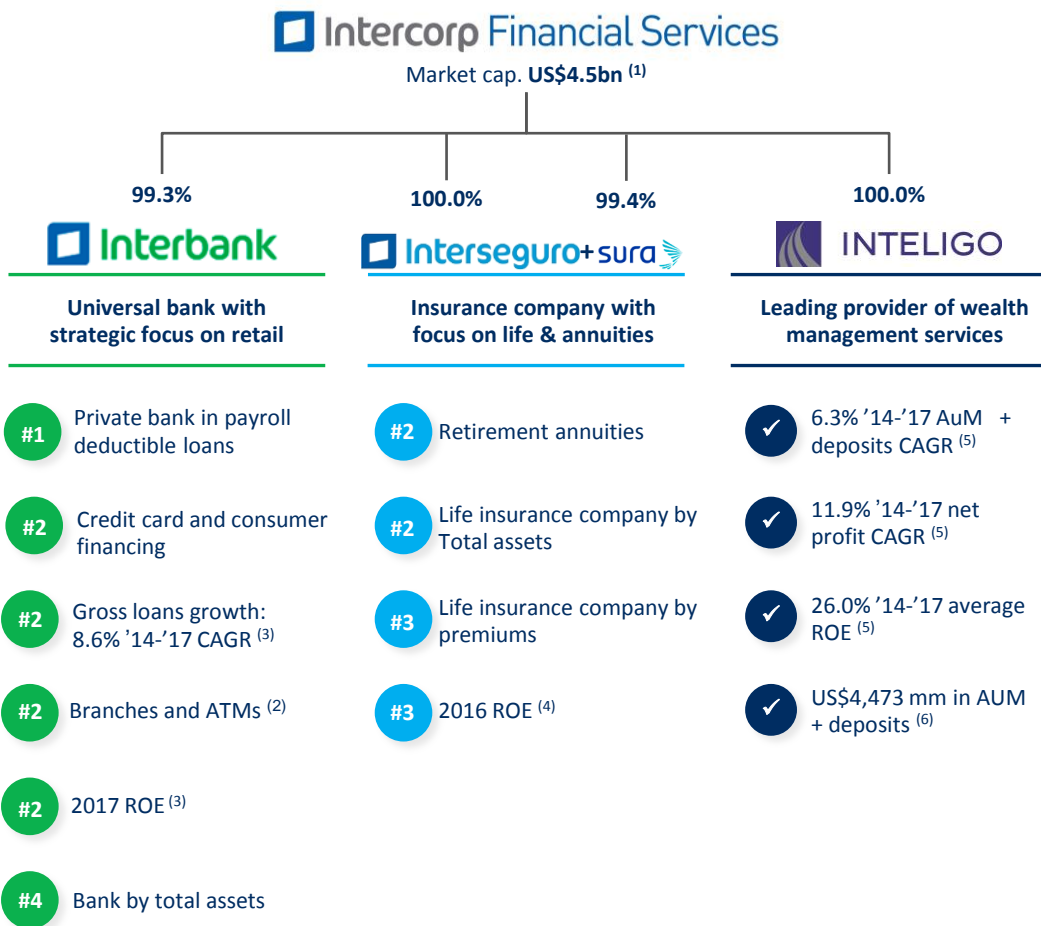 Intercorp Financial Services
Market cap. US$4.5bn (1)
99.3%
100.0%
99.4%
100.0%
Interbank
Interseguro+sura
INTELIGO
Universal bank with
strategic focus on retail
Insurance company with
focus on life & annuities
Leading provider of wealth
management services
#1
Private bank in payroll
deductible loans
#2
Credit card and consumer
financing
#2
Gross loans growth:
8.6% '14-'17 CAGR (3)
#2
Branches and ATMs (2)
#2
2017 ROE (3)
#4
Bank by total assets
#2
Retirement annuities
#2
Life insurance company by
Total assets
#3
Life insurance company by
premiums
#3
2016 ROE (4)
✓
6.3% '14-'17 AuM +
deposits CAGR (5)
✓
11.9% '14-'17 net
profit CAGR (5)
✓
26.0% '14-'17 average
ROE (5)
✓
US$4,473 mm in AUM
+ deposits (6)